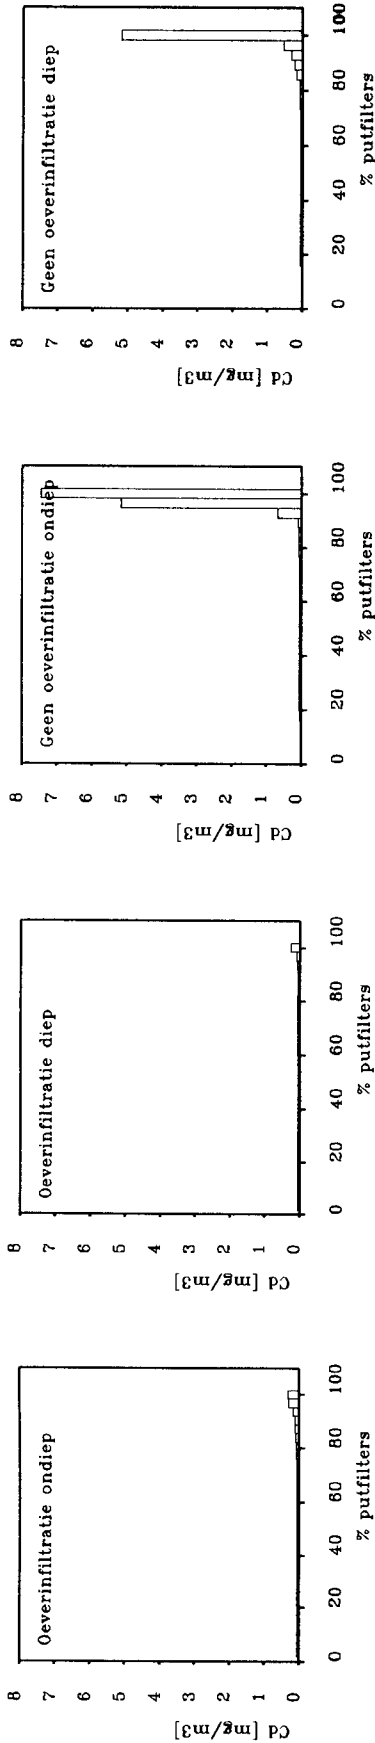 Oeverinfiltratie ondiep
Cd [ mg/m3]
8
7
6
5
4
3
2
1
0
0 20 40 60 80 100
% putfilters
Oeverinfiltratie diep
Cd [ mg/m3]
8
7
6
5
4
3
2
1
0
0 20 40 60 80 100
% putfilters
Geen oeverinfiltratie ondiep
Cd [ mg/m3]
8
7
6
5
4
3
2
1
0
0 20 40 60 80 100
% putfilters
Geen oeverinfiltratie diep
Cd [ mg/m3]
8
7
6
5
4
3
2
1
0
0 20 40 60 80 100
% putfilters